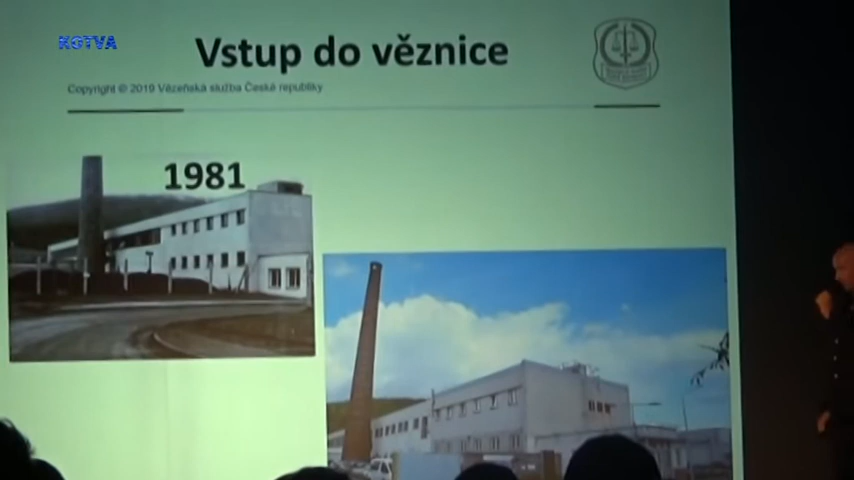 KOTVA
Vstup do věznice
Copyright © 2019 Vězeňská služba České republiky
1981